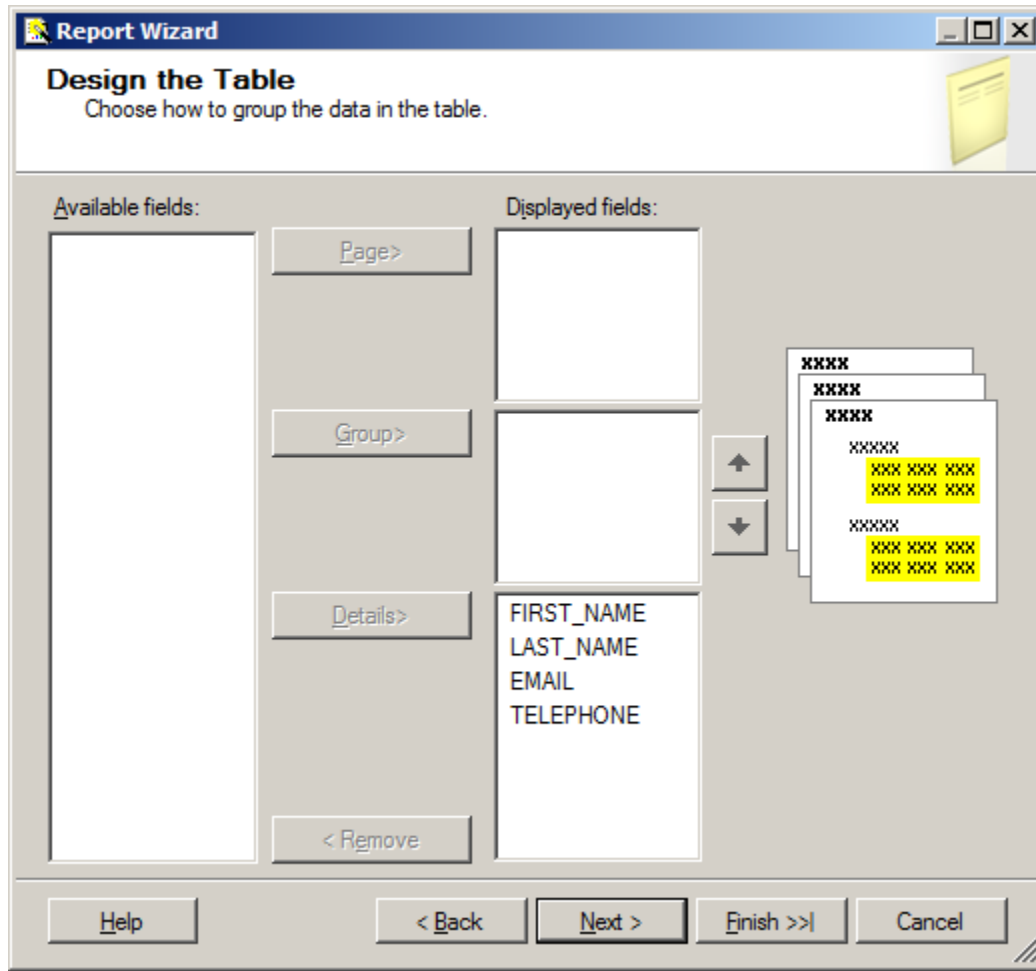 Report Wizard
Design the Table
Choose how to group the data in the table.
Available fields:
Displayed fields:
Page>
Group>
Details>
< Remove
FIRST_NAME
LAST_NAME
EMAIL
TELEPHONE
xxxx
xxxx
xxxx
xxxxx
xxx xxx xxx
xxx xxx xxx
xxxxx
xxx xxx xxx
xxx xxx xxx
Help
< Back
Next >
Finish >>|
Cancel